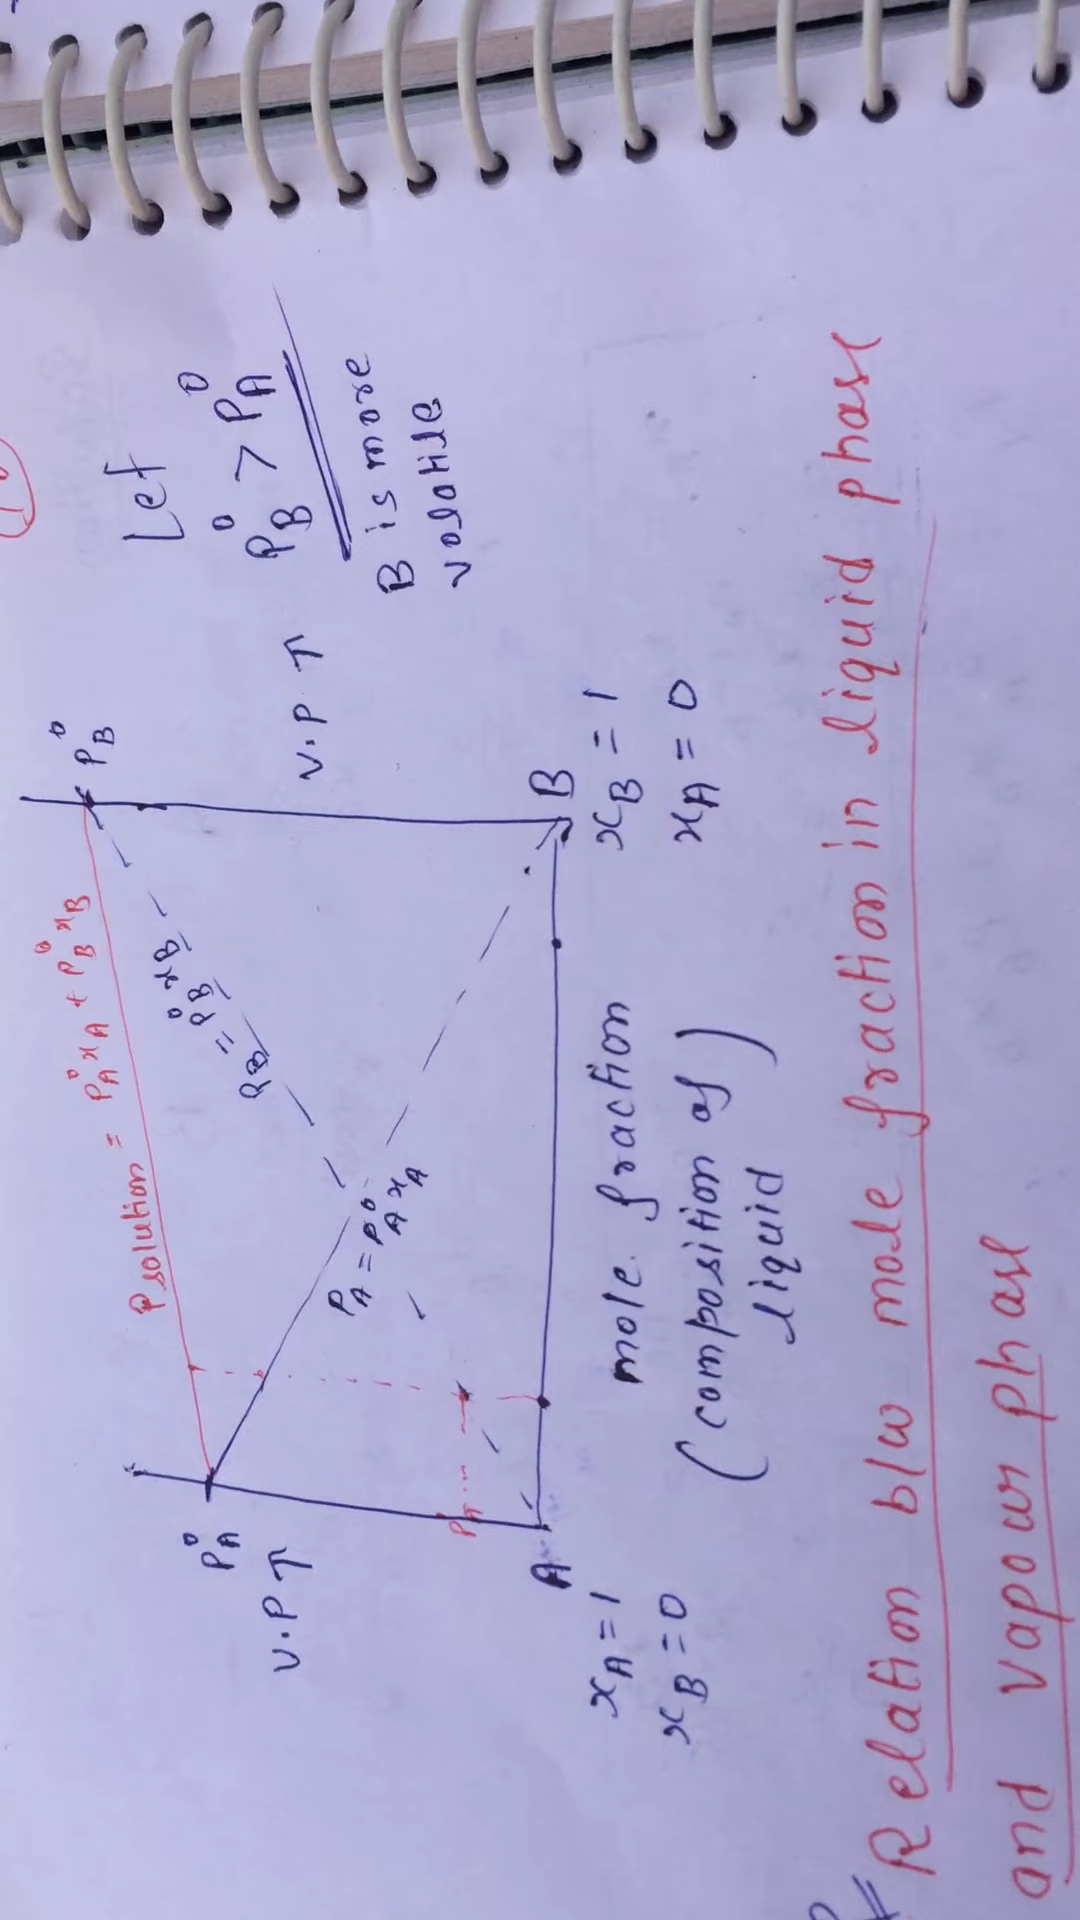 Let
P°B > P°A
B is more
volatile
P°B
V.P ↑
P solution = P°A xA + P°B xB
PB = P°B xB
PA = P°A xA
P°A
V.P ↑
A
B
xA = 1
xB = 0
mole fraction
(composition of
liquid)
xB = 1
xA = 0
Relation b/w mole fraction in liquid phase
and vapour phase